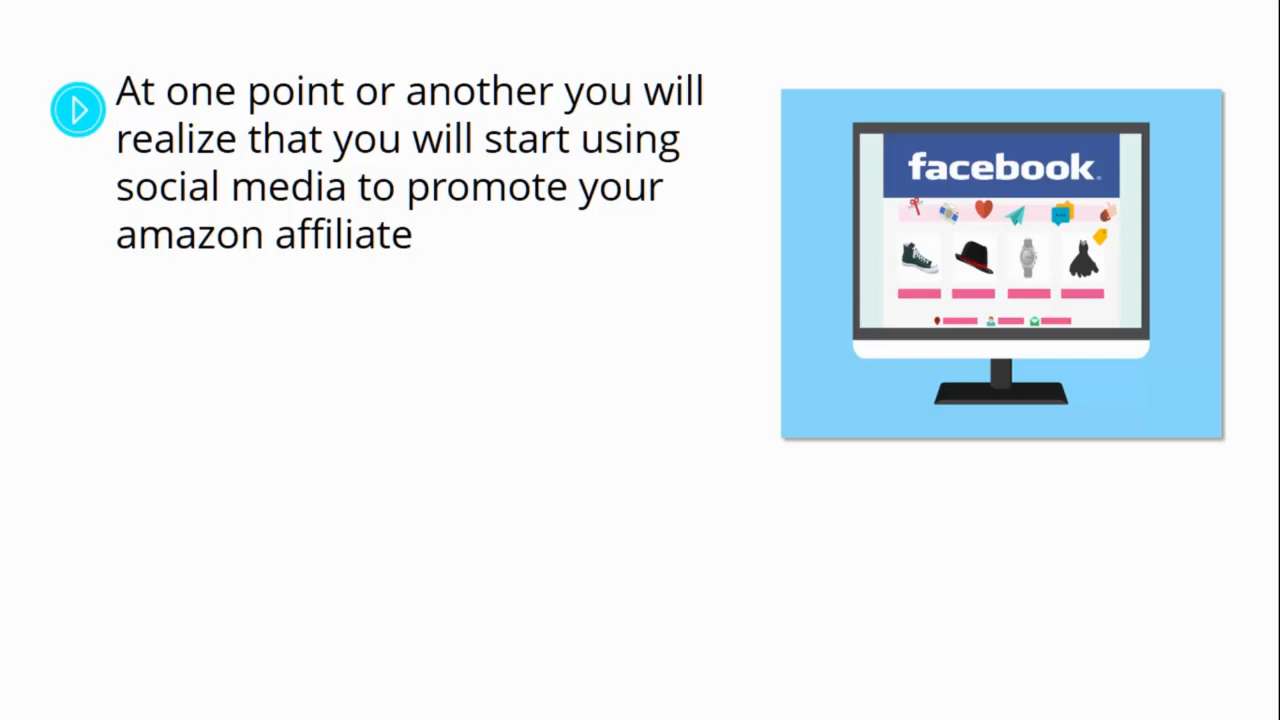 At one point or another you will
realize that you will start using
social media to promote your
amazon affiliate
facebook